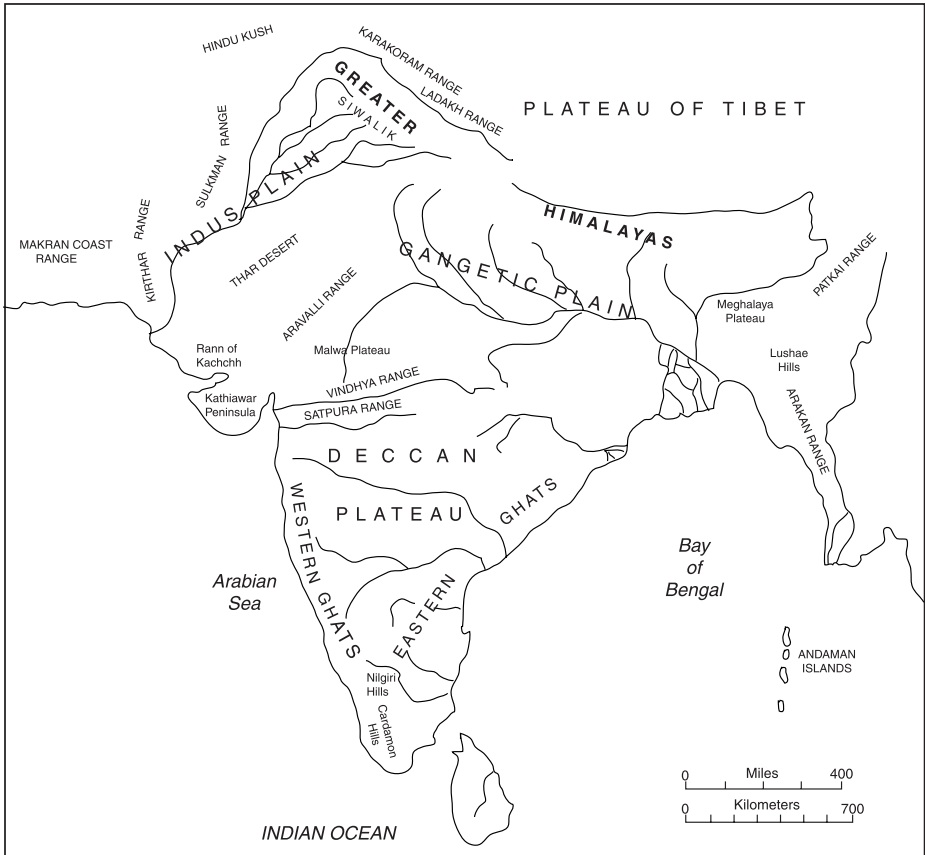 HINDU KUSH
KARAKORAM RANGE
LADAKH RANGE
GREATER
SIWALIK
PLATEAU OF TIBET
SULKMAN RANGE
INDUS PLAIN
HIMALAYAS
KIRTHAR RANGE
MAKRAN COAST
RANGE
THAR DESERT
GANGETIC PLAIN
PATKAI RANGE
ARAVALLI RANGE
Meghalaya
Plateau
Rann of
Kachchh
Malwa Plateau
Lushae
Hills
Kathiawar
Peninsula
VINDHYA RANGE
SATPURA RANGE
ARAKAN RANGE
DECCAN
PLATEAU
WESTERN GHATS
EASTERN GHATS
Arabian
Sea
Bay
of
Bengal
ANDAMAN
ISLANDS
Nilgiri
Hills
Cardamon
Hills
0 Miles 400
0 Kilometers 700
INDIAN OCEAN